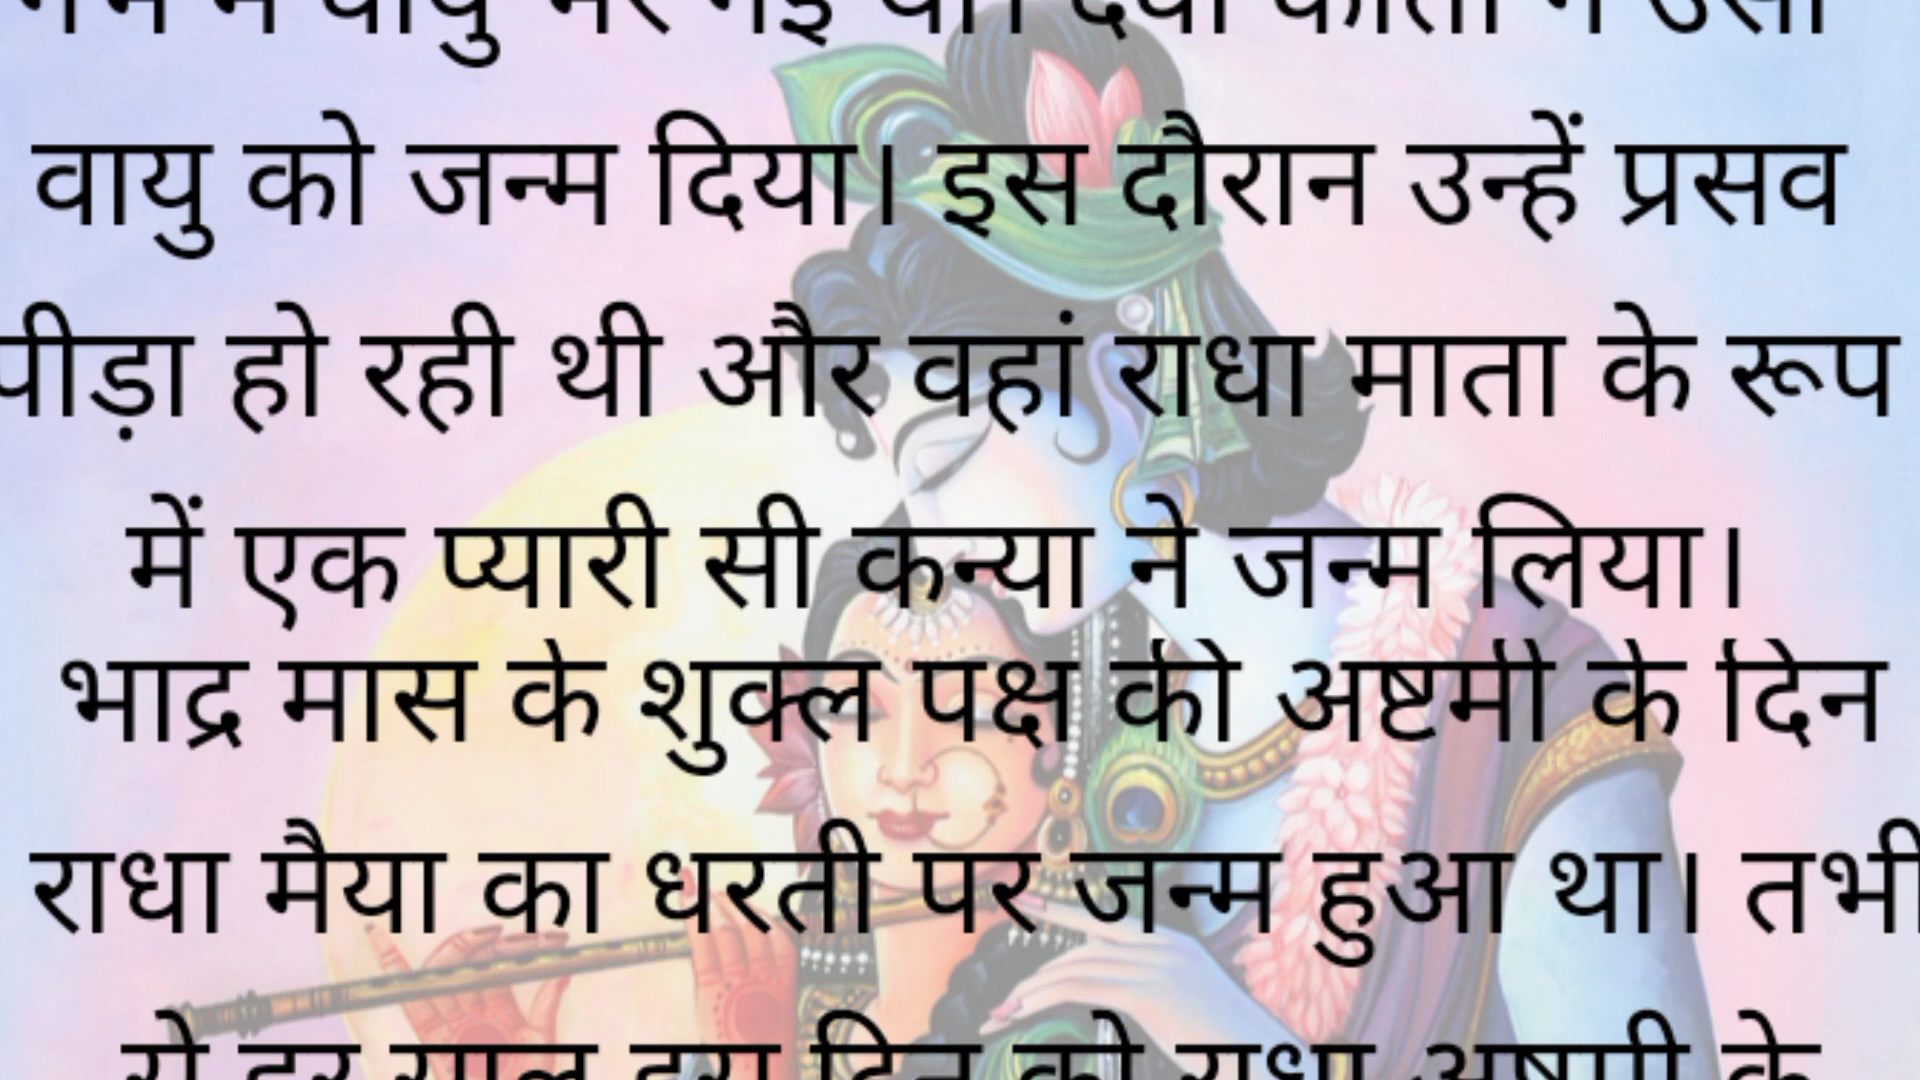 वायु को जन्म दिया। इस दौरान उन्हें प्रसव
पीड़ा हो रही थी और वहां राधा माता के रूप
में एक प्यारी सी कन्या ने जन्म लिया।
भाद्र मास के शुक्ल पक्ष की अष्टमी के दिन
राधा मैया का धरती पर जन्म हुआ था। तभी